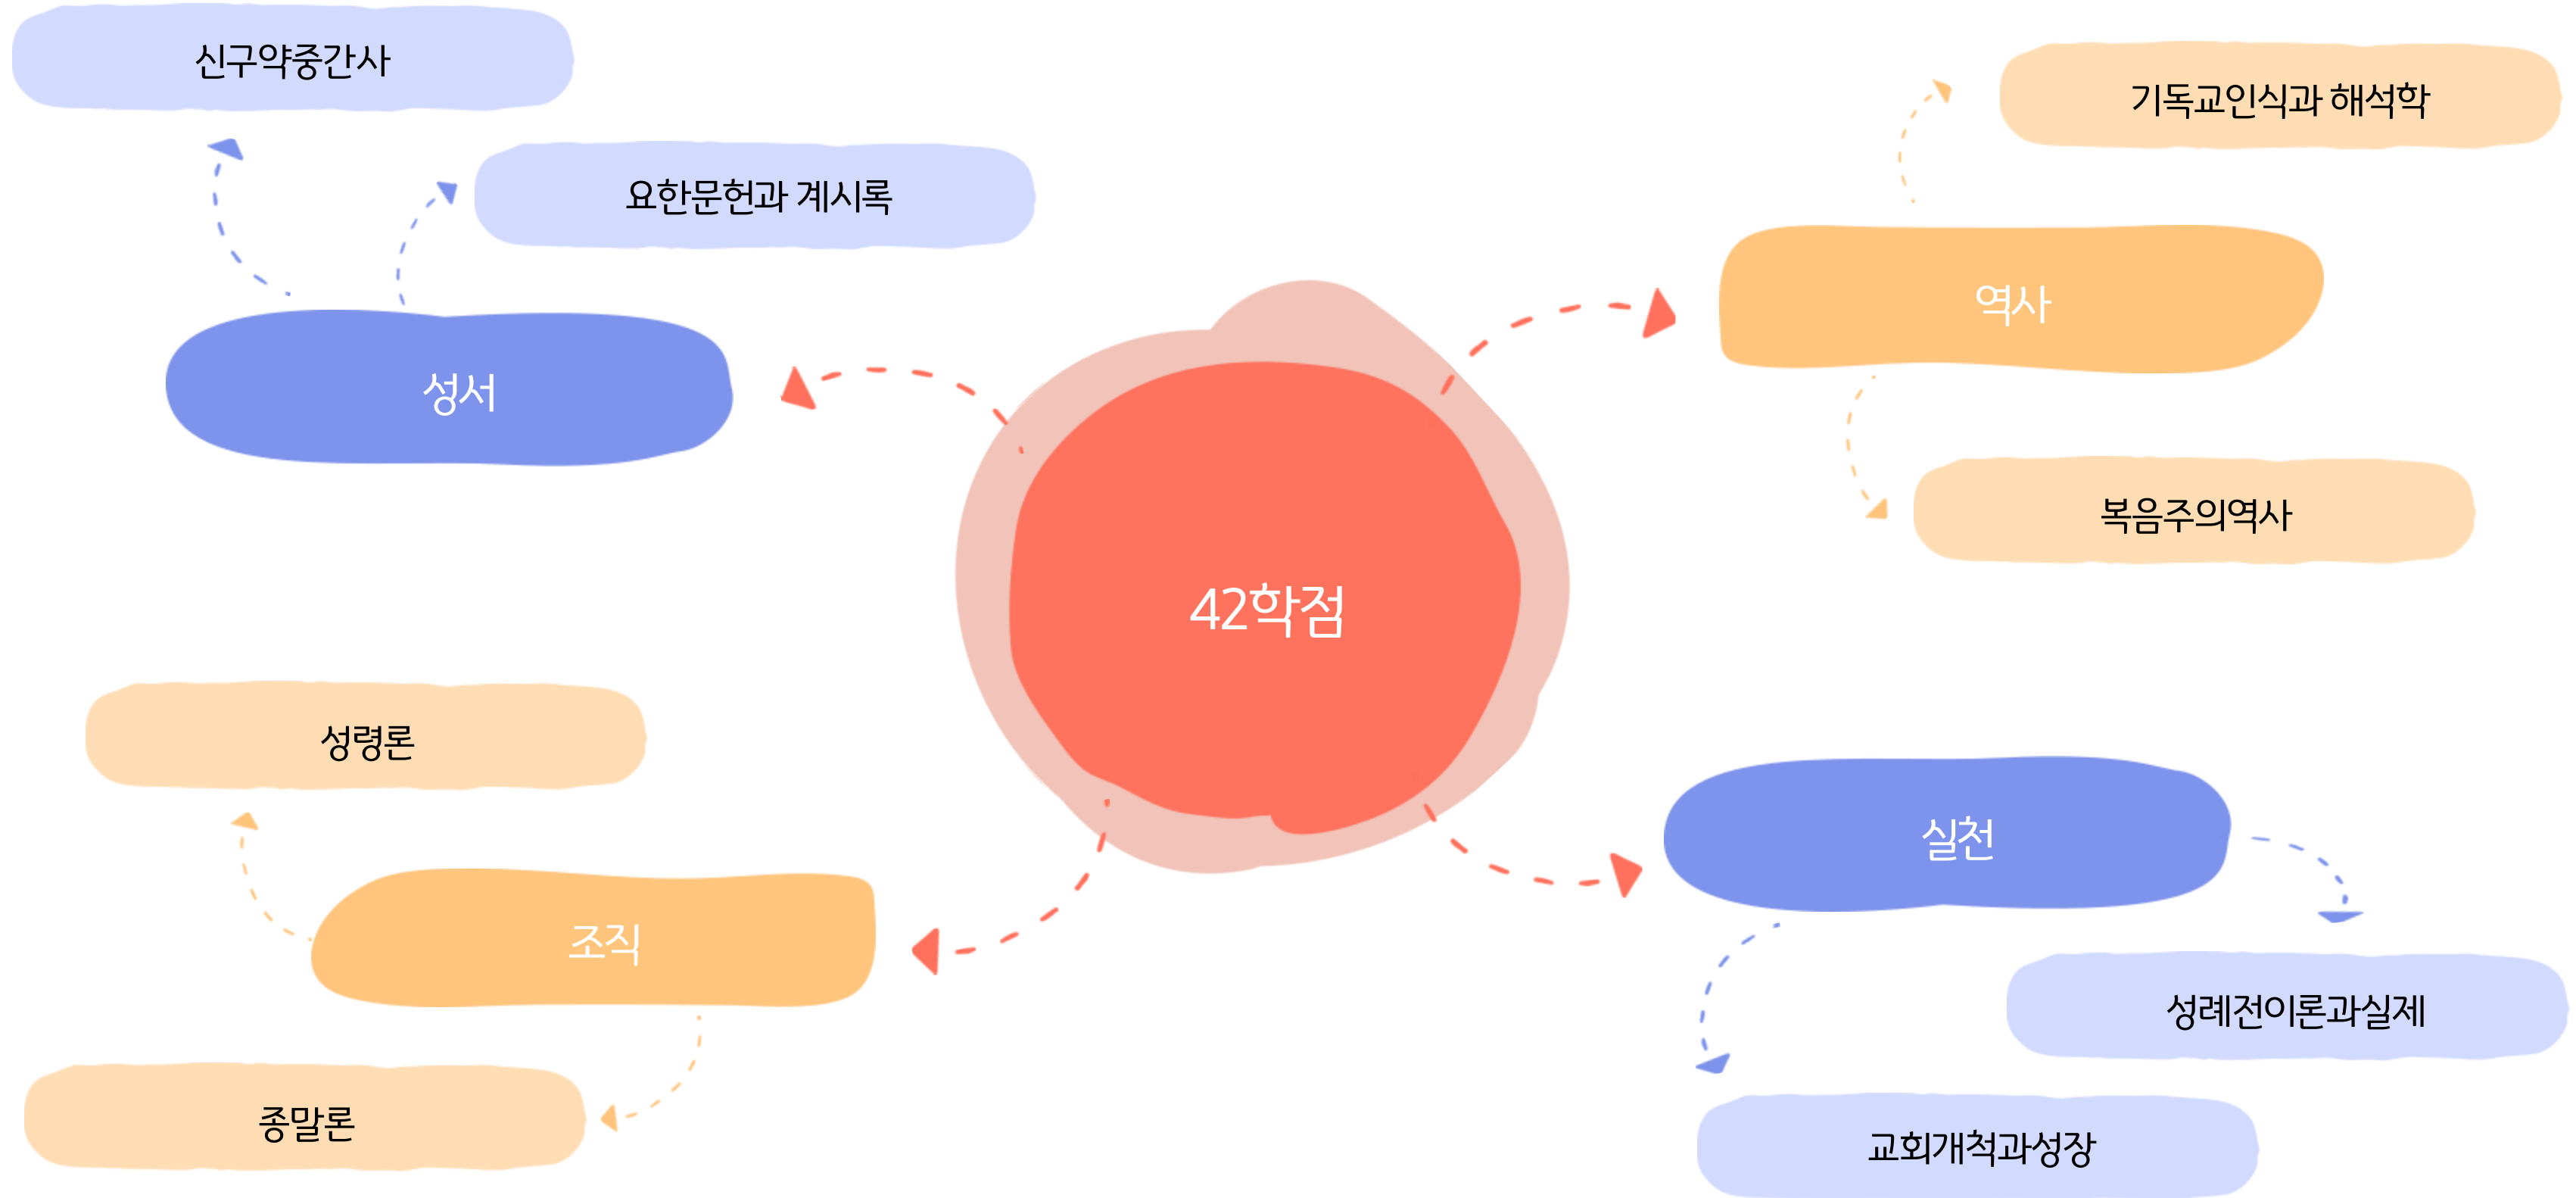 신구약중간사
요한문헌과 계시록
성서
기독교인식과 해석학
역사
복음주의역사
42학점
성령론
조직
종말론
실천
성례전이론과실제
교회개척과성장